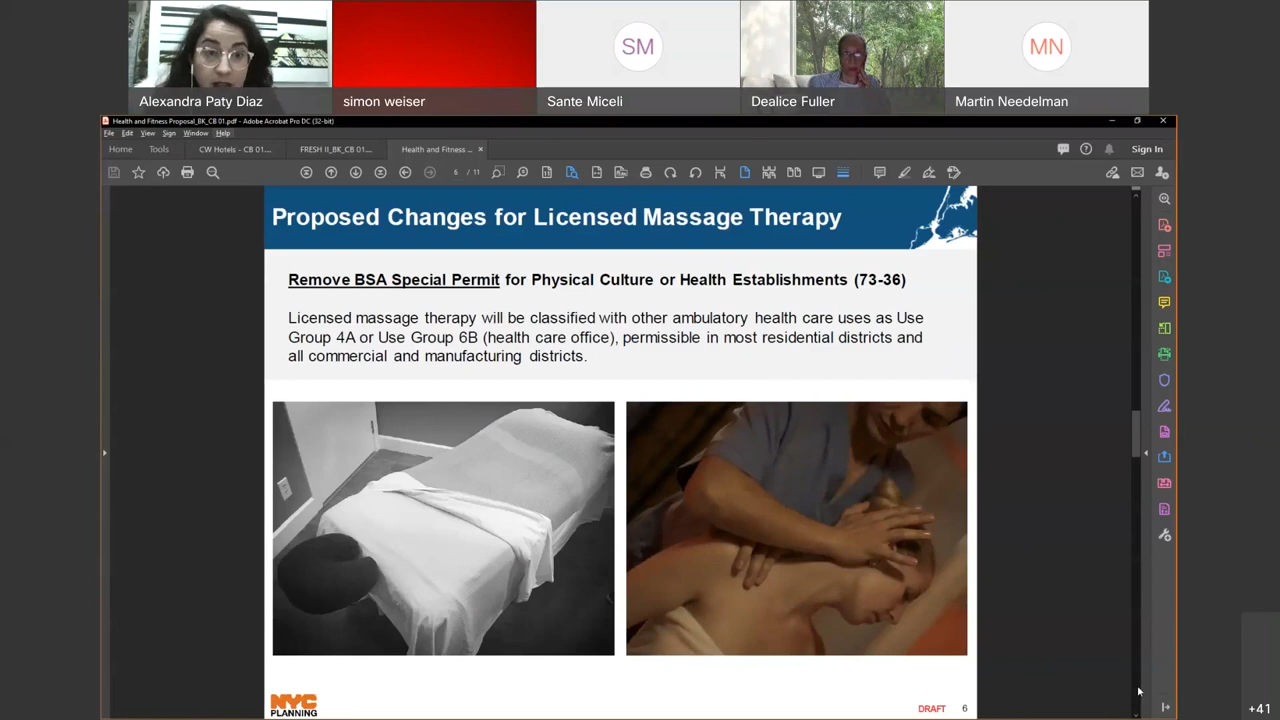 SM
MN
Alexandra Paty Diaz
simon weiser
Sante Miceli
Dealice Fuller
Martin Needelman
Health and Fitness Proposal_BK_CB 01.pdf - Adobe Acrobat Pro DC (32-bit)
File Edit View Sign Window Help
Home Tools CW Hotels - CB 01.... FRESH II_BK_CB 01.... Health and Fitness ... × Sign In
6 / 11
Proposed Changes for Licensed Massage Therapy
Remove BSA Special Permit for Physical Culture or Health Establishments (73-36)
Licensed massage therapy will be classified with other ambulatory health care uses as Use
Group 4A or Use Group 6B (health care office), permissible in most residential districts and
all commercial and manufacturing districts.
NYC
PLANNING
DRAFT 6
+41